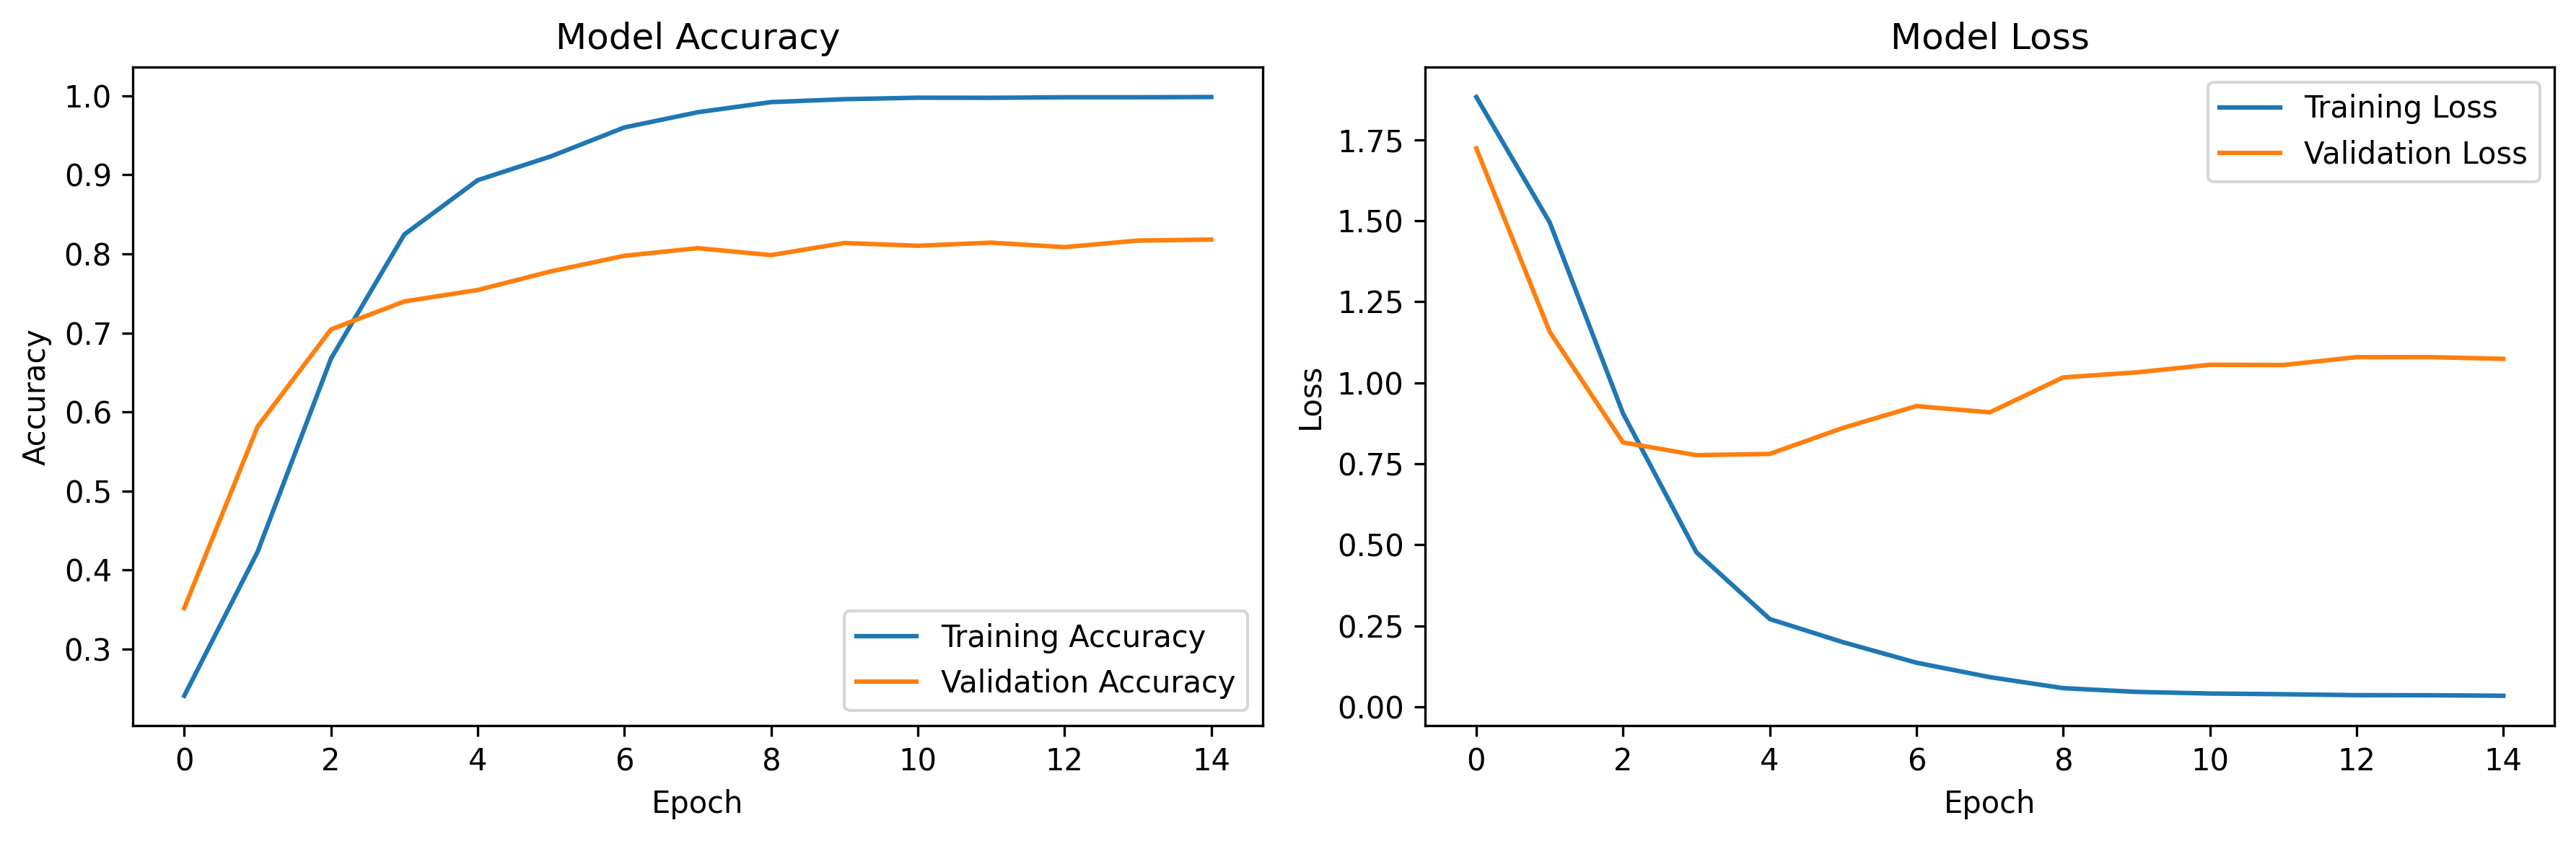 Model Accuracy
1.0
0.9
0.8
0.7
0.6
0.5
0.4
0.3
Accuracy
Training Accuracy
Validation Accuracy
0 2 4 6 8 10 12 14
Epoch
Model Loss
1.75
1.50
1.25
1.00
0.75
0.50
0.25
0.00
Loss
Training Loss
Validation Loss
0 2 4 6 8 10 12 14
Epoch